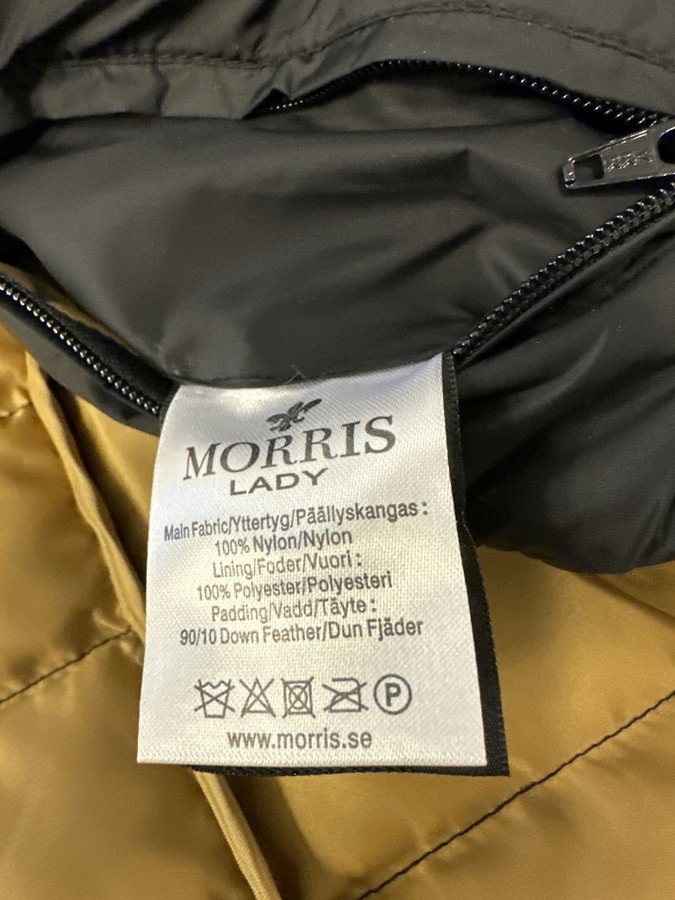 MORRIS
LADY
Main Fabric/Yttertyg/Päällyskangas:
100% Nylon/Nylon
Lining/Foder/Vuori:
100% Polyester/Polyesteri
Padding/Vadd/Täyte:
90/10 Down Feather/Dun Fjäder
P
www.morris.se